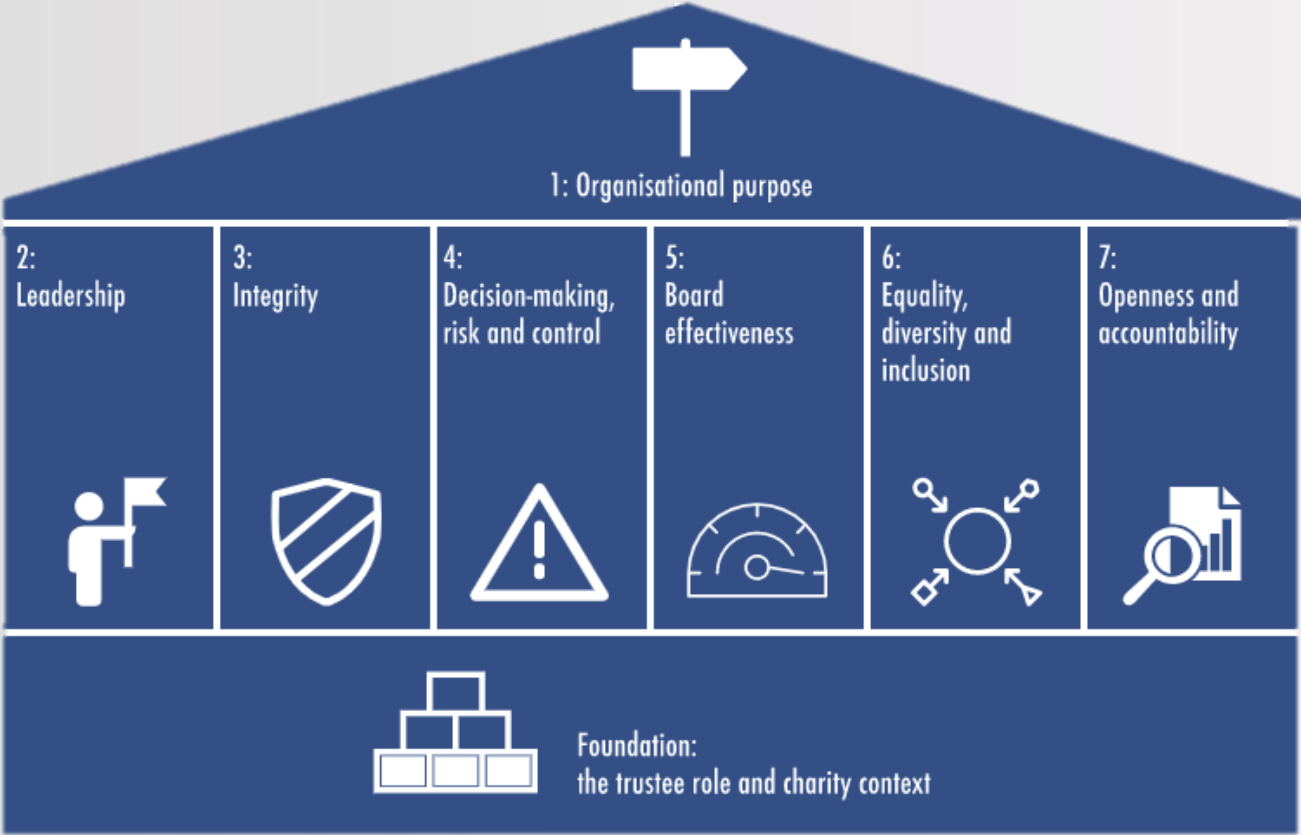 1: Organisational purpose
2:
Leadership
3:
Integrity
4:
Decision-making,
risk and control
5:
Board
effectiveness
6:
Equality,
diversity and
inclusion
7:
Openness and
accountability
Foundation:
the trustee role and charity context